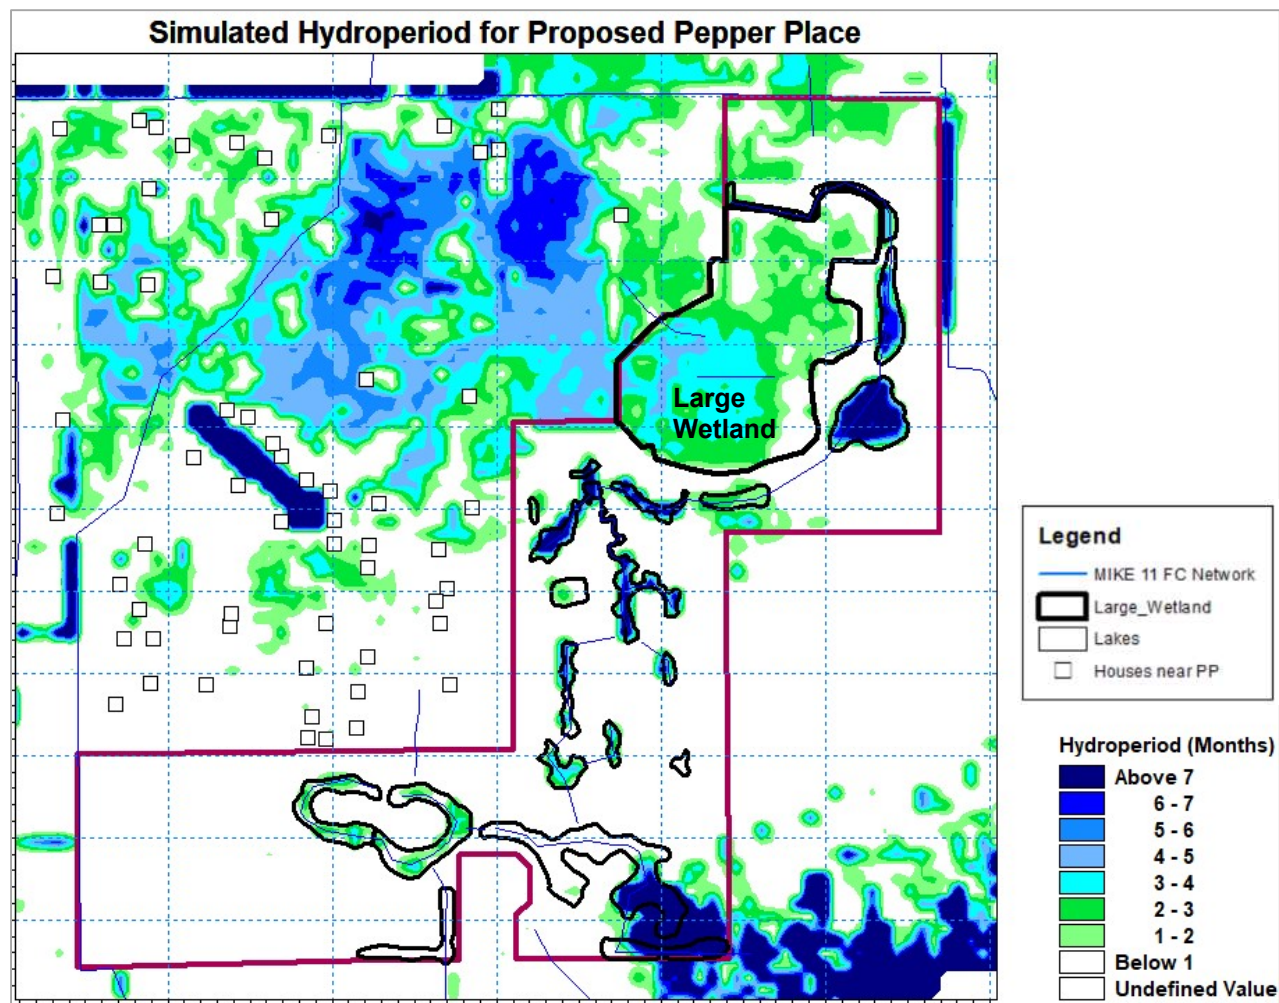 Simulated Hydroperiod for Proposed Pepper Place
Large
Wetland
Legend
MIKE 11 FC Network
Large_Wetland
Lakes
Houses near PP
Hydroperiod (Months)
Above 7
6 - 7
5 - 6
4 - 5
3 - 4
2 - 3
1 - 2
Below 1
Undefined Value